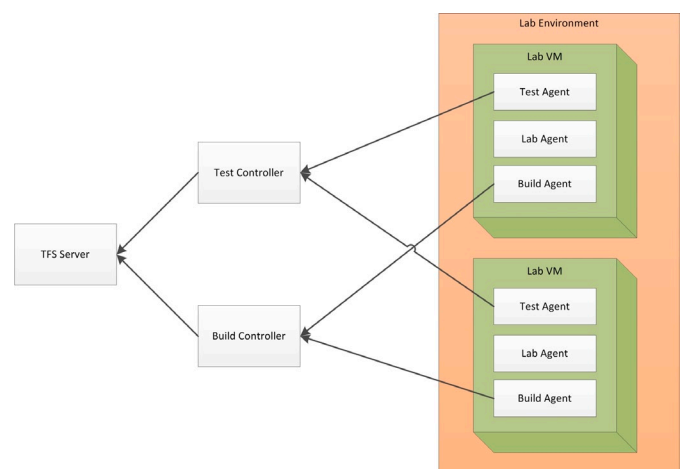 Lab Environment
Lab VM
Test Agent
Lab Agent
Build Agent
Test Controller
TFS Server
Build Controller
Lab VM
Test Agent
Lab Agent
Build Agent